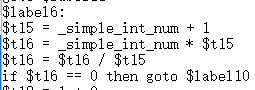 $label6:
$t15 = _simple_int_num + 1
$t16 = _simple_int_num * $t15
$t16 = $t16 / $t15
if $t16 == 0 then goto $label10